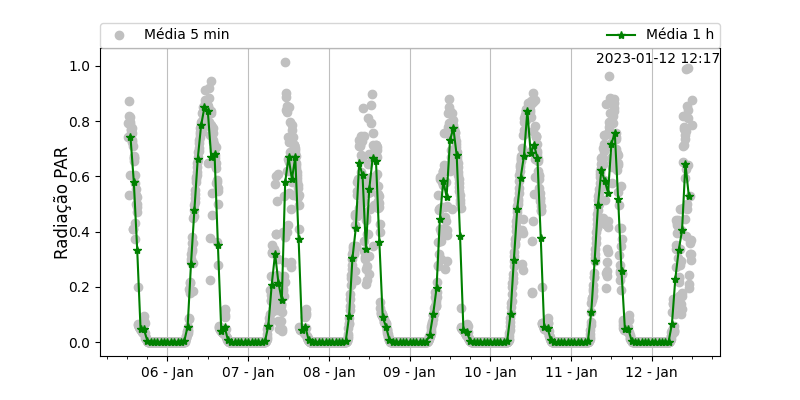 Média 5 min
Média 1 h
2023-01-12 12:17
Radiação PAR
1.0
0.8
0.6
0.4
0.2
0.0
06 - Jan
07 - Jan
08 - Jan
09 - Jan
10 - Jan
11 - Jan
12 - Jan